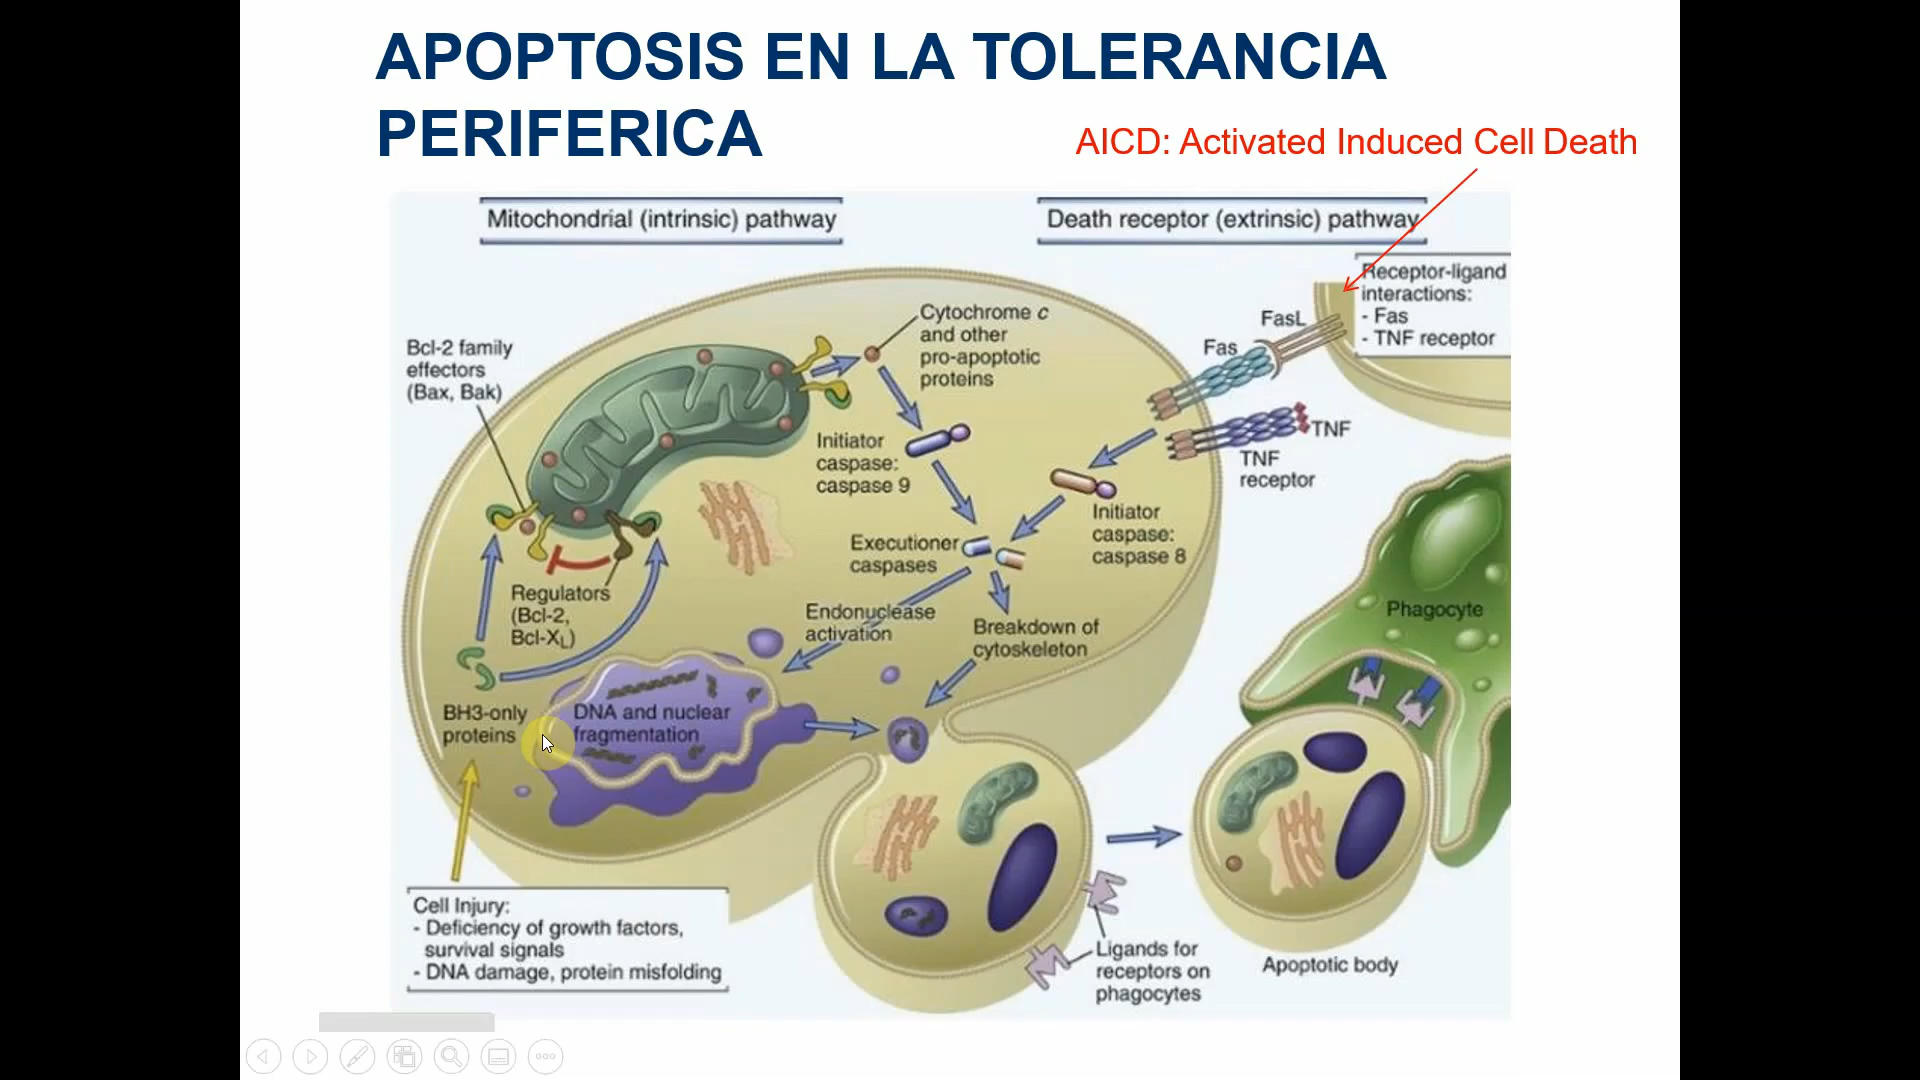 APOPTOSIS EN LA TOLERANCIA
PERIFERICA
AICD: Activated Induced Cell Death
Mitochondrial (intrinsic) pathway
Death receptor (extrinsic) pathway
Receptor-ligand
interactions:
- Fas
- TNF receptor
Cytochrome c
and other
pro-apoptotic
proteins
FasL
Fas
Bcl-2 family
effectors
(Bax, Bak)
TNF
TNF
receptor
Initiator
caspase:
caspase 9
Initiator
caspase:
caspase 8
Executioner
caspases
Regulators
(Bcl-2,
Bcl-XL)
Endonuclease
activation
Breakdown of
cytoskeleton
Phagocyte
BH3-only
proteins
DNA and nuclear
fragmentation
Cell Injury:
- Deficiency of growth factors,
survival signals
- DNA damage, protein misfolding
Ligands for
receptors on
phagocytes
Apoptotic body